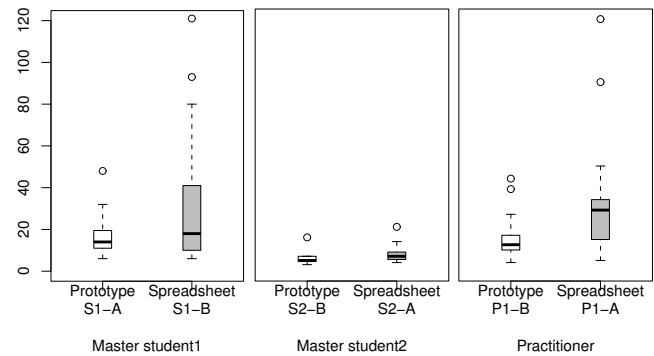 120
100
80
60
40
20
0
Prototype Spreadsheet Prototype Spreadsheet Prototype Spreadsheet
S1−A S1−B S2−B S2−A P1−B P1−A
Master student1 Master student2 Practitioner